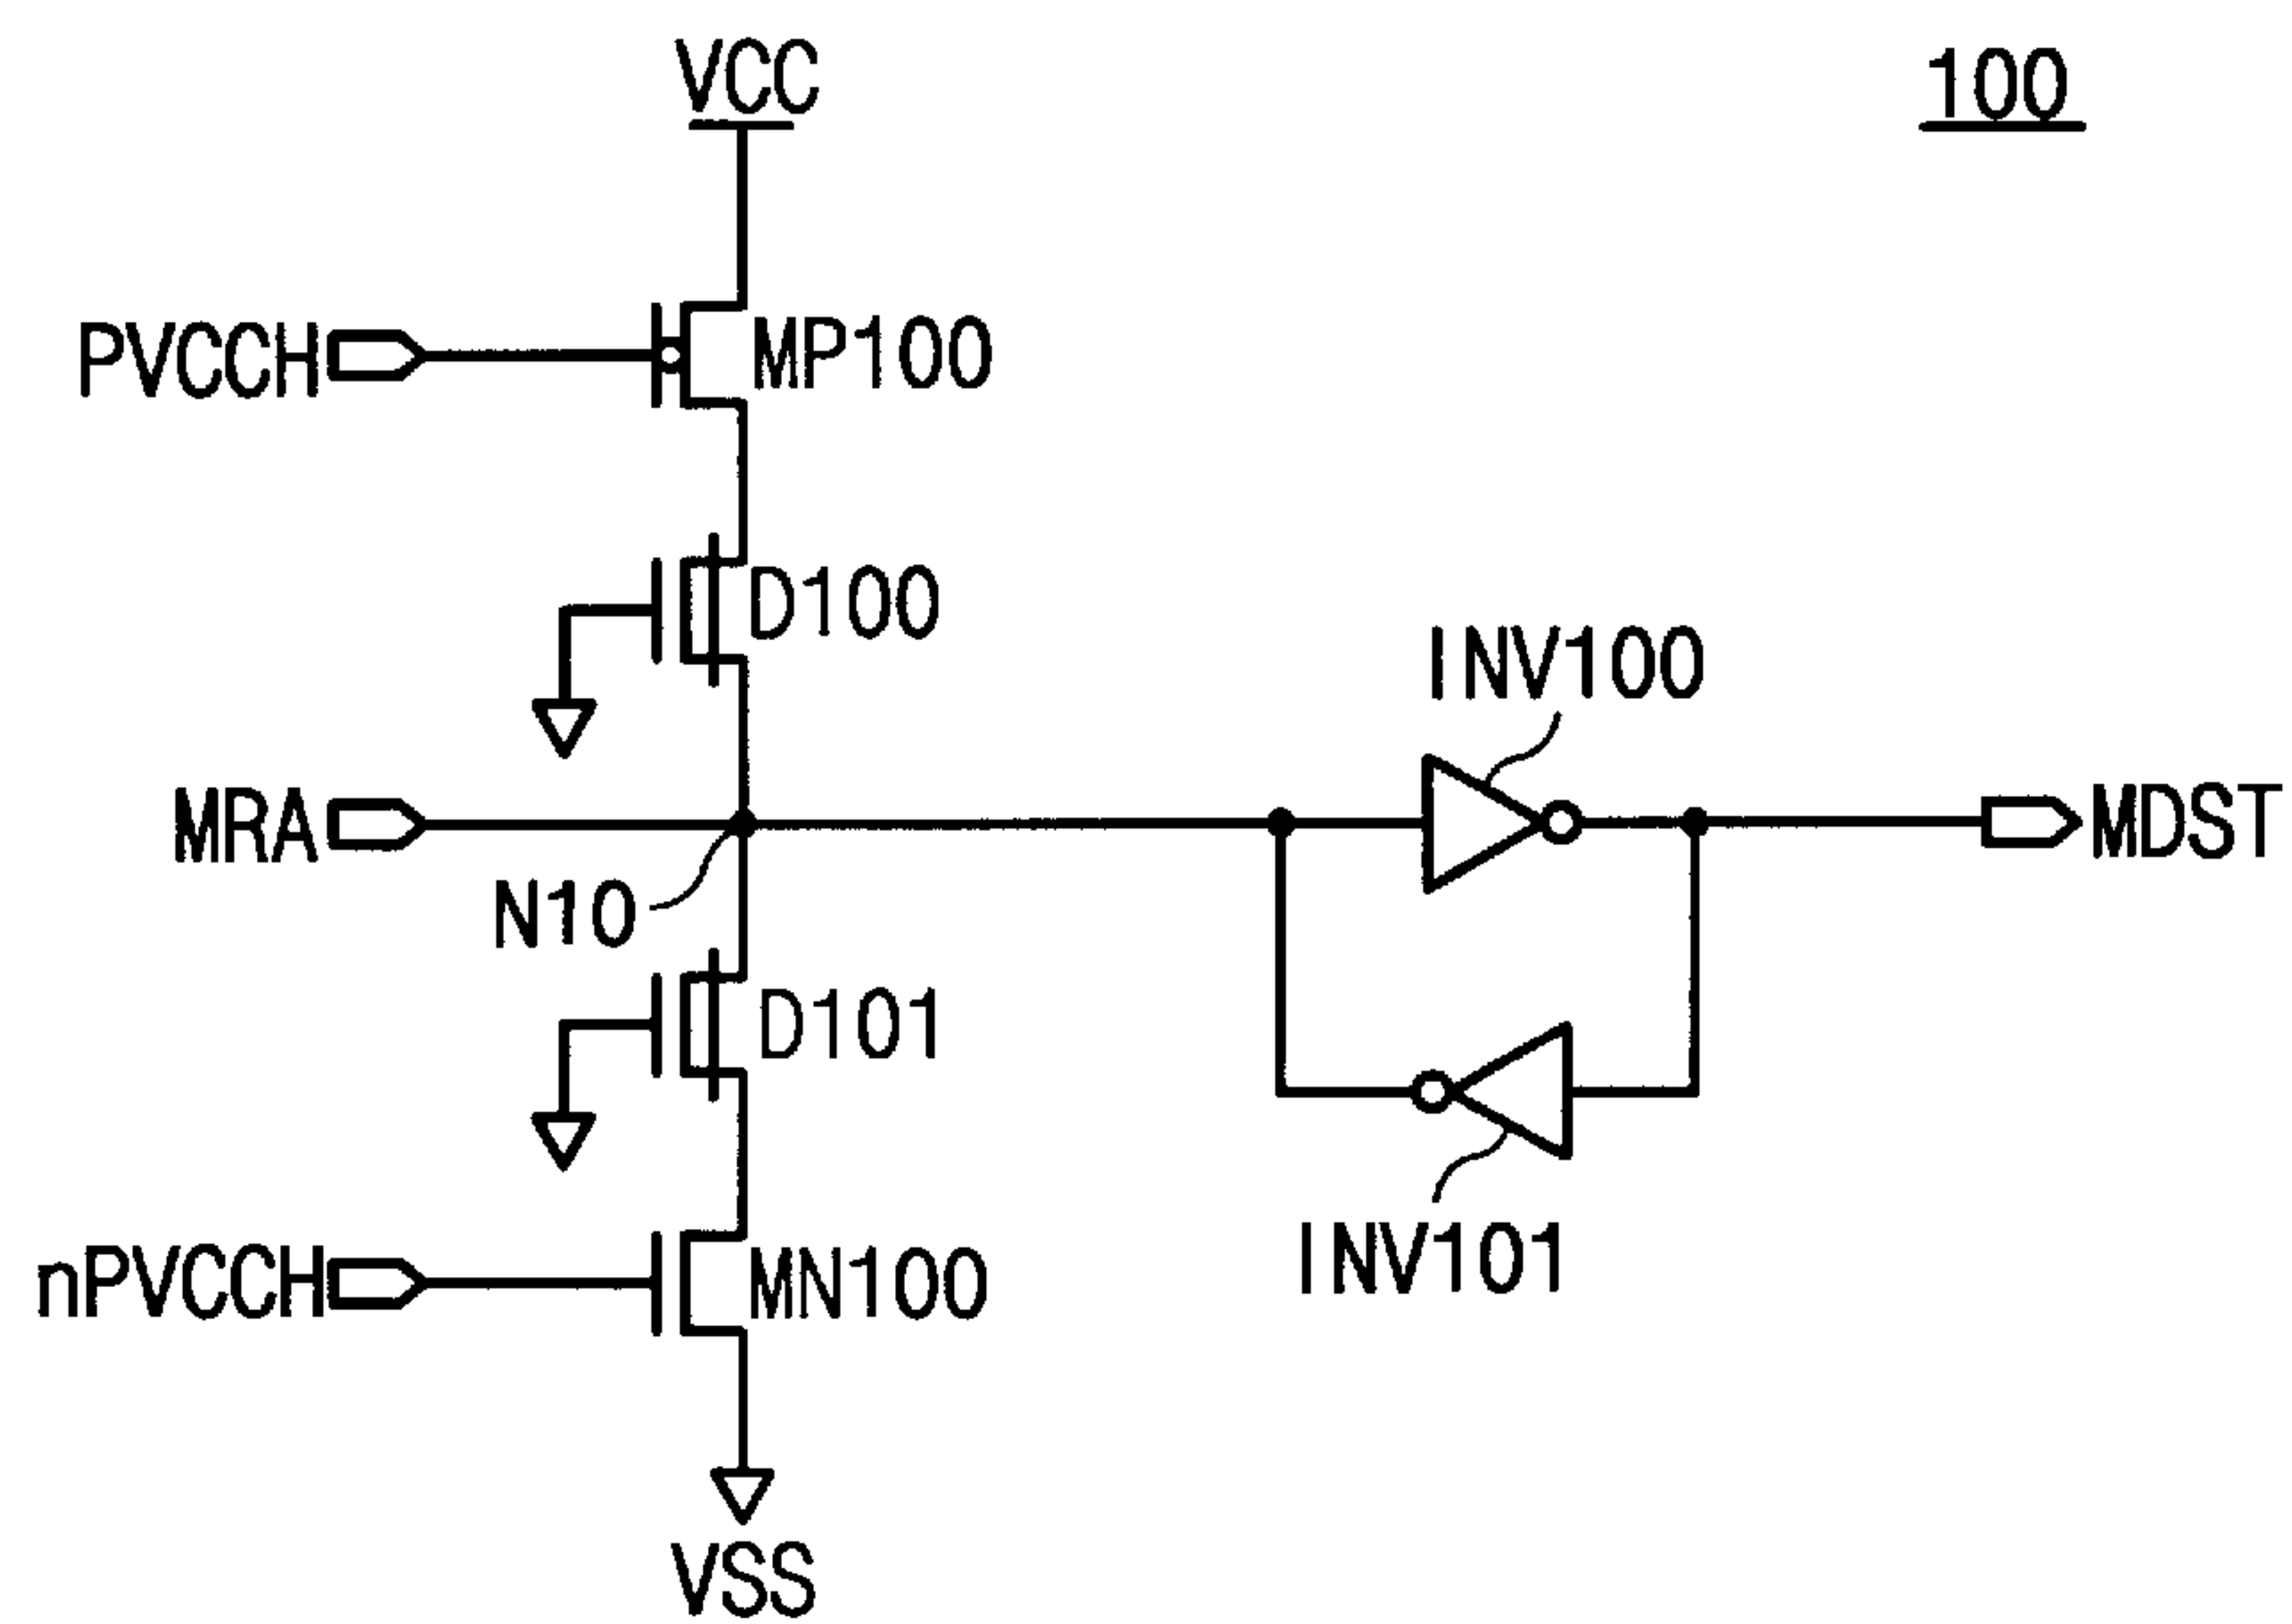 VCC
100
PVCCH
MP100
D100
INV100
MRA
MDST
N10
D101
nPVCCH
MN100
INV101
VSS